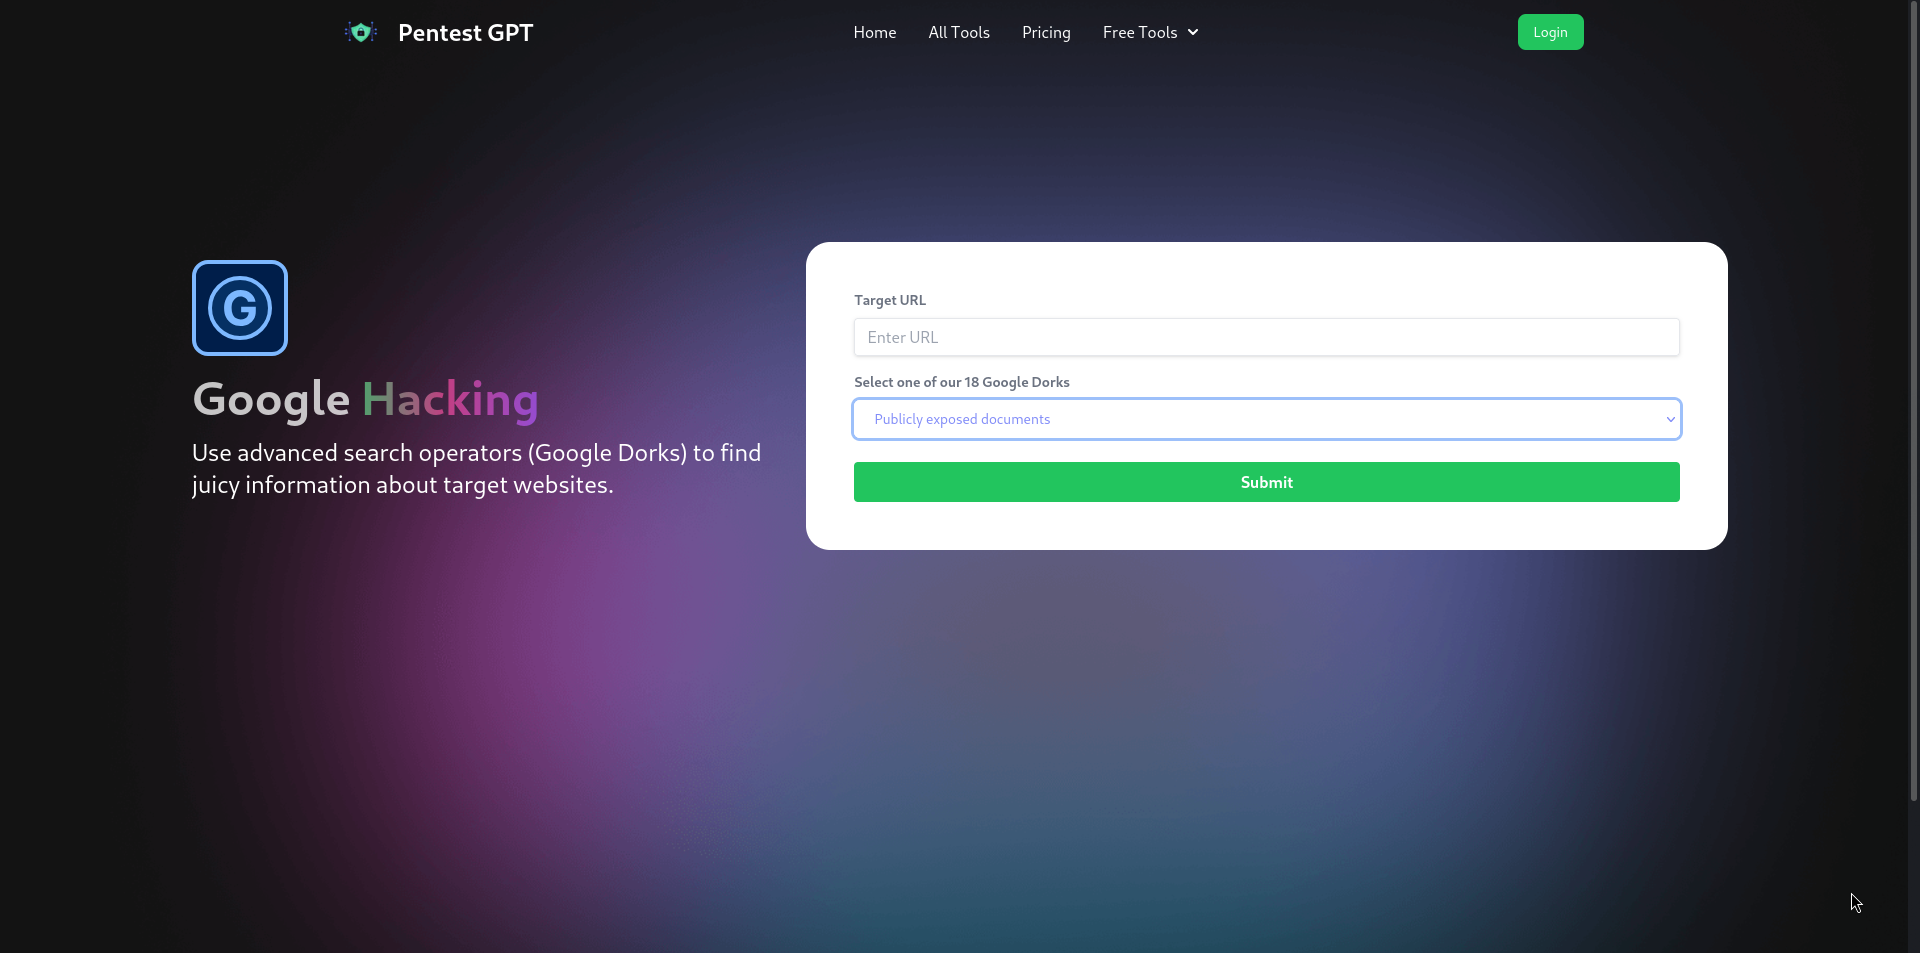 Pentest GPT
Home
All Tools
Pricing
Free Tools
Login
G
Google Hacking
Use advanced search operators (Google Dorks) to find
juicy information about target websites.
Target URL
Enter URL
Select one of our 18 Google Dorks
Publicly exposed documents
Submit